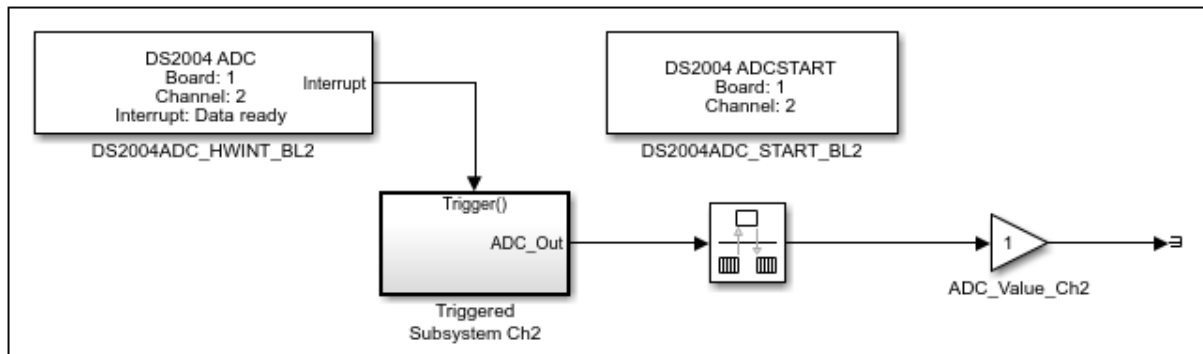 DS2004 ADC
Board: 1
Channel: 2
Interrupt: Data ready
Interrupt
DS2004ADC_HWINT_BL2
DS2004 ADCSTART
Board: 1
Channel: 2
DS2004ADC_START_BL2
Trigger()
ADC_Out
Triggered
Subsystem Ch2
1
ADC_Value_Ch2